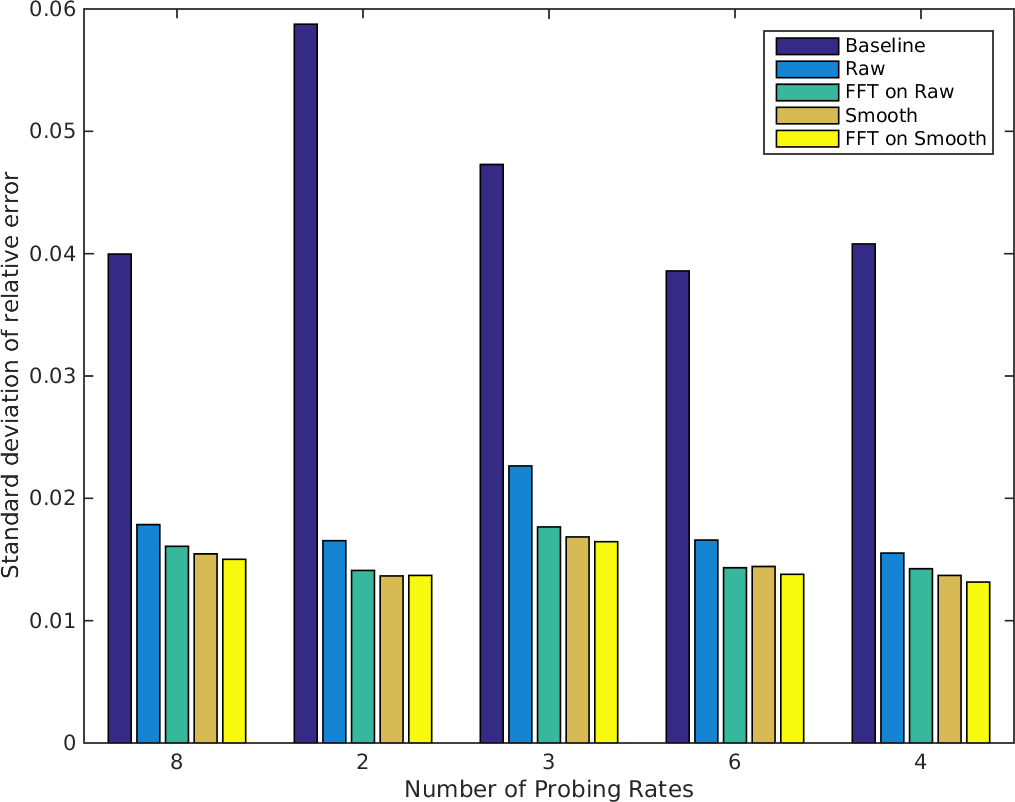 0.06
0.05
0.04
0.03
0.02
0.01
0
Standard deviation of relative error
Baseline
Raw
FFT on Raw
Smooth
FFT on Smooth
8 2 3 6 4
Number of Probing Rates